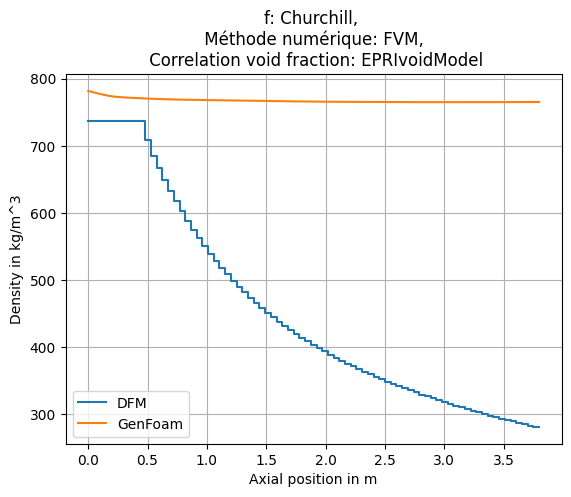 f: Churchill,
Méthode numérique: FVM,
Correlation void fraction: EPRIvoidModel
800
700
600
500
400
300
Density in kg/m^3
DFM
GenFoam
0.0 0.5 1.0 1.5 2.0 2.5 3.0 3.5
Axial position in m